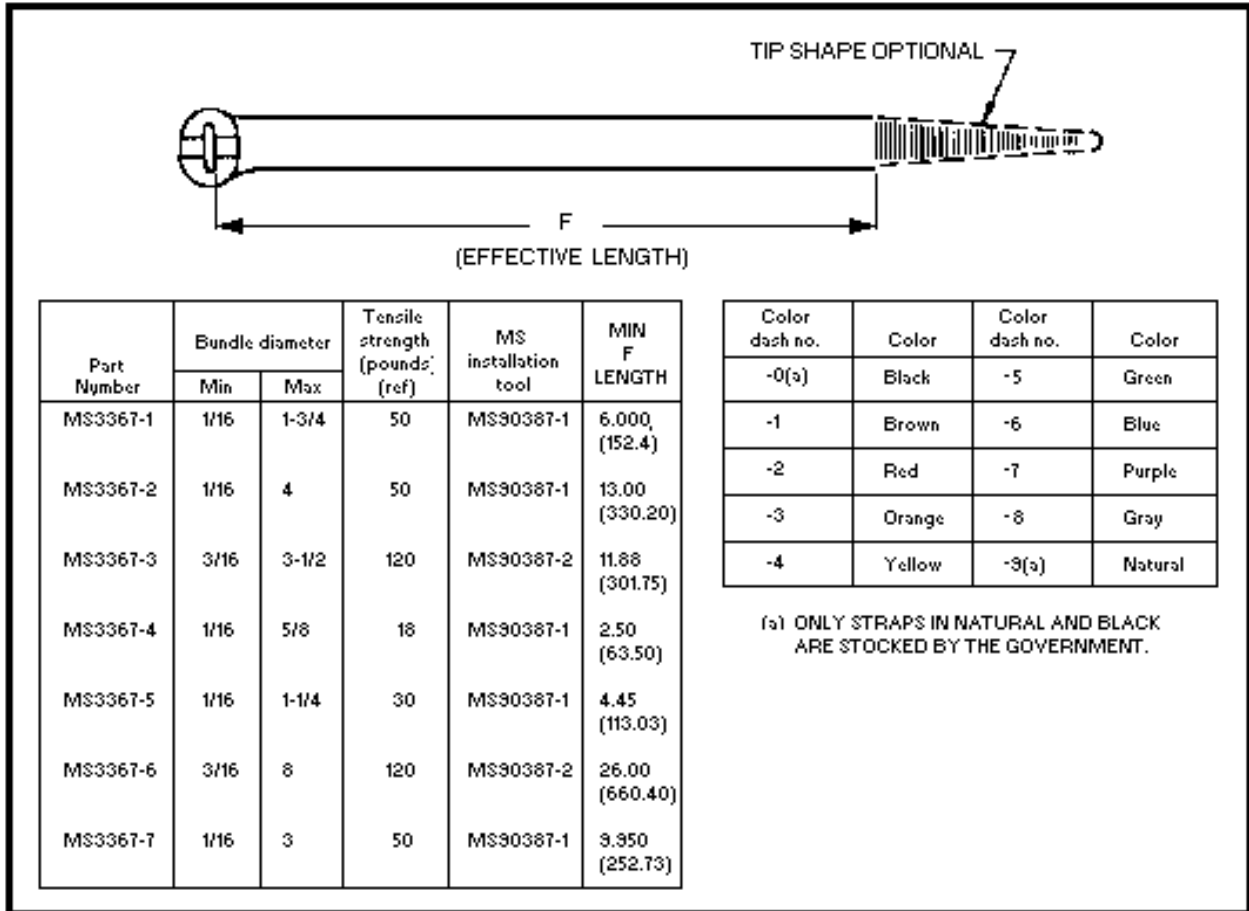 TIP SHAPE OPTIONAL
F
(EFFECTIVE LENGTH)
Part Number Bundle diameter Tensile strength (pounds) (ref) MS installation tool MIN F LENGTH
Min Max
MS3367-1 1/16 1-3/4 50 MS90387-1 6.000, (152.4)
MS3367-2 1/16 4 50 MS90387-1 13.00 (330.20)
MS3367-3 3/16 3-1/2 120 MS90387-2 11.88 (301.75)
MS3367-4 1/16 5/8 18 MS90387-1 2.50 (63.50)
MS3367-5 1/16 1-1/4 30 MS90387-1 4.45 (113.03)
MS3367-6 3/16 8 120 MS90387-2 26.00 (660.40)
MS3367-7 1/16 3 50 MS90387-1 9.950 (252.73)
Color dash no. Color Color dash no. Color
-0(a) Black -5 Green
-1 Brown -6 Blue
-2 Red -7 Purple
-3 Orange -8 Gray
-4 Yellow -9(a) Natural
(a) ONLY STRAPS IN NATURAL AND BLACK
ARE STOCKED BY THE GOVERNMENT.